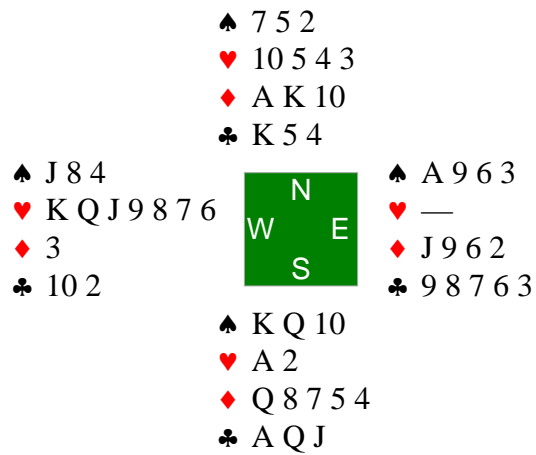 ♠ 7 5 2
♥ 10 5 4 3
♦ A K 10
♣ K 5 4
♠ J 8 4
♥ K Q J 9 8 7 6
♦ 3
♣ 10 2
N
W E
S
♠ A 9 6 3
♥ —
♦ J 9 6 2
♣ 9 8 7 6 3
♠ K Q 10
♥ A 2
♦ Q 8 7 5 4
♣ A Q J